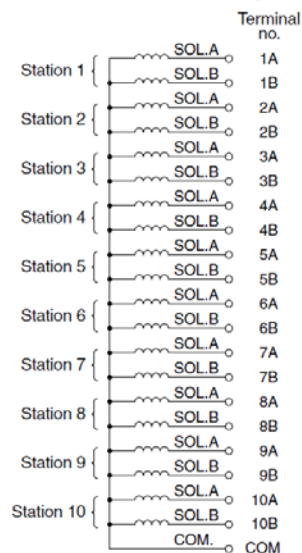 Terminal
no.
Station 1
SOL.A 1A
SOL.B 1B
Station 2
SOL.A 2A
SOL.B 2B
Station 3
SOL.A 3A
SOL.B 3B
Station 4
SOL.A 4A
SOL.B 4B
Station 5
SOL.A 5A
SOL.B 5B
Station 6
SOL.A 6A
SOL.B 6B
Station 7
SOL.A 7A
SOL.B 7B
Station 8
SOL.A 8A
SOL.B 8B
Station 9
SOL.A 9A
SOL.B 9B
Station 10
SOL.A 10A
SOL.B 10B
COM. COM